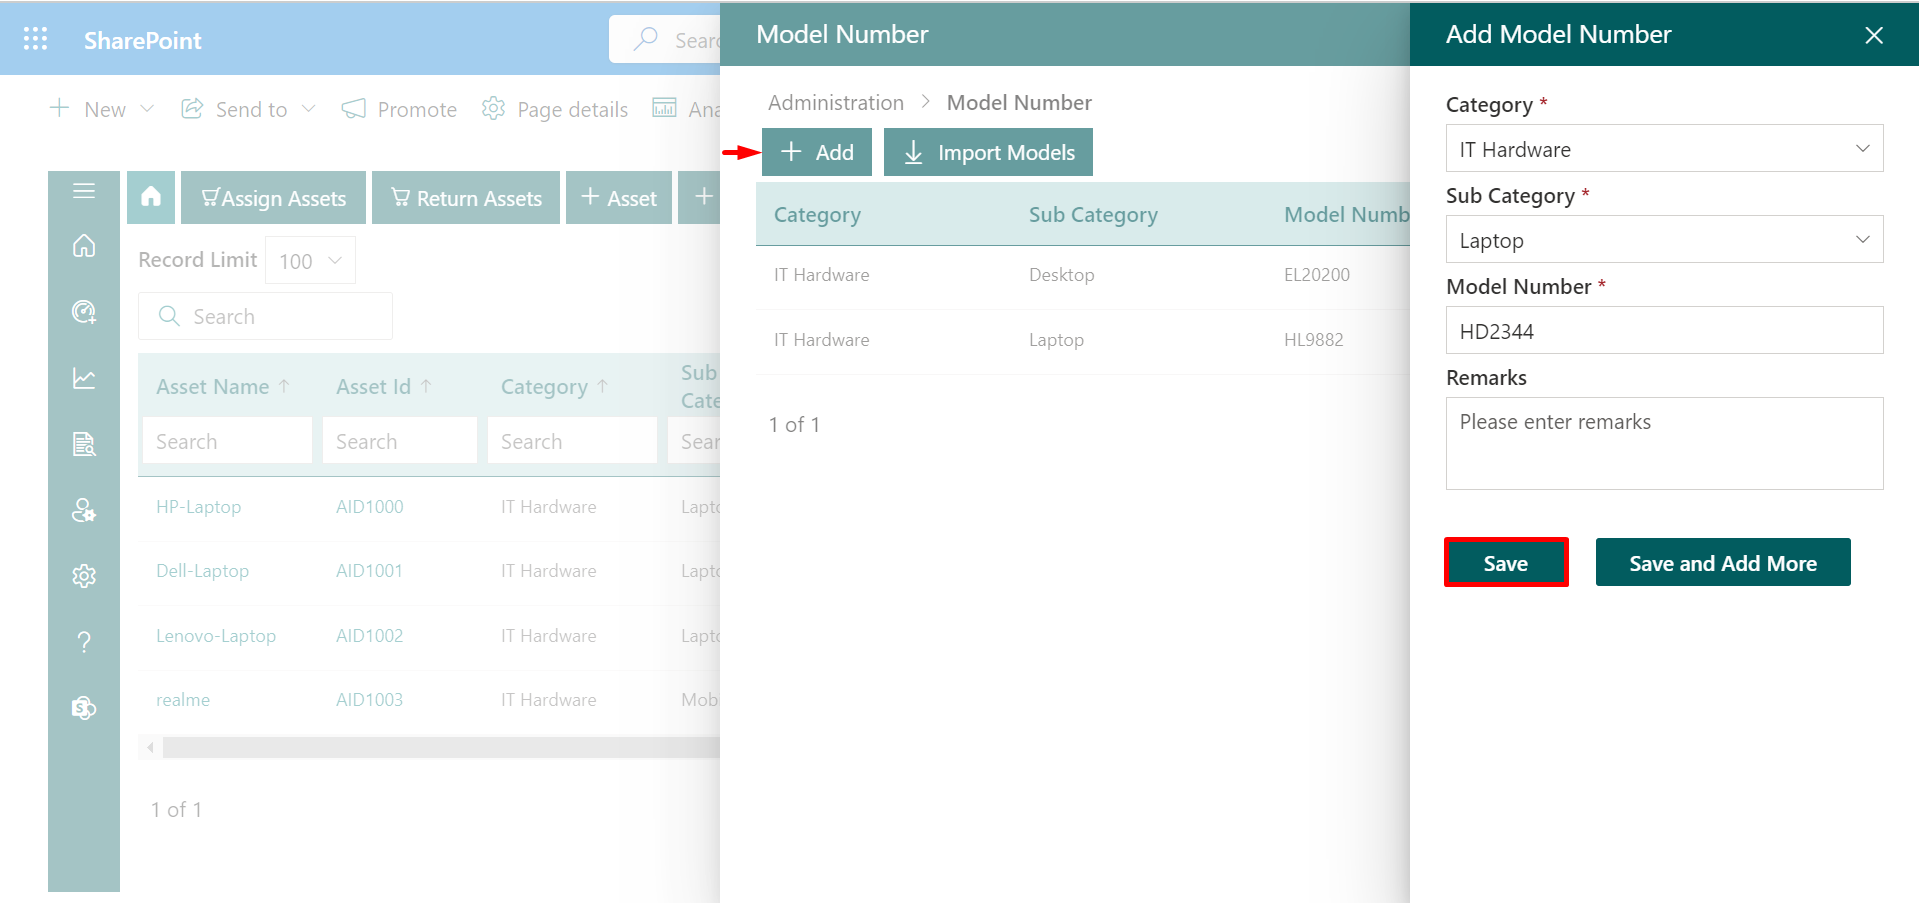 SharePoint
Model Number
Add Model Number
Category *
IT Hardware
Sub Category *
Laptop
Model Number *
HD2344
Remarks
Please enter remarks
Save
Save and Add More
Administration > Model Number
+ Add
Import Models
Category Sub Category Model Numb
IT Hardware Desktop EL20200
IT Hardware Laptop HL9882
1 of 1
+ New Send to Promote Page details Ana
Assign Assets Return Assets + Asset +
Record Limit 100
Search
Asset Name ↑ Asset Id ↑ Category ↑ Sub
Cate
Search Search Search Sear
HP-Laptop AID1000 IT Hardware Lapto
Dell-Laptop AID1001 IT Hardware Lapto
Lenovo-Laptop AID1002 IT Hardware Lapto
realme AID1003 IT Hardware Mob
1 of 1